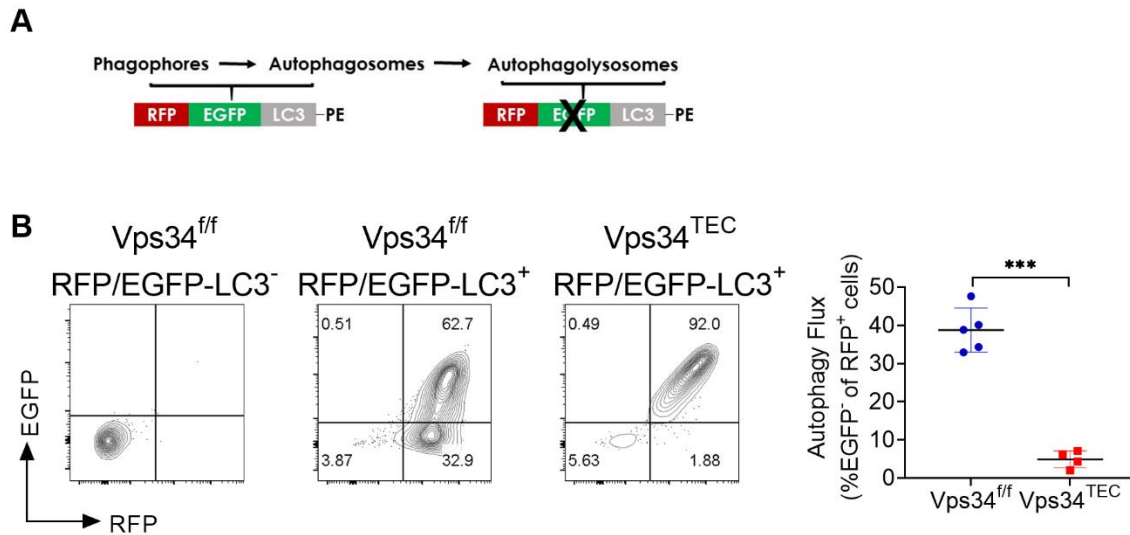 A
Phagophores Autophagosomes Autophagolysosomes
RFP EGFP LC3 PE RFP EGFP LC3 PE
X
B
Vps34f/f Vps34f/f Vps34TEC
RFP/EGFP-LC3- RFP/EGFP-LC3+ RFP/EGFP-LC3+
0.51 62.7
3.87 32.9
0.49 92.0
5.63 1.88
EGFP
RFP
Autophagy Flux
(%EGFP- of RFP+ cells)
***
50
40
30
20
10
0
Vps34f/f Vps34TEC